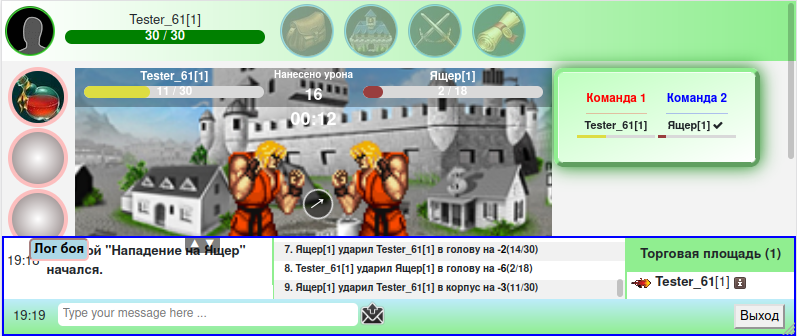 Tester_61[1]
30 / 30
Tester_61[1]
Нанесено урона
Ящер[1]
11 / 30
16
2 / 18
00:12
Команда 1
Команда 2
Tester_61[1]
Ящер[1]
Лог боя
"Нападение на Ящер"
начался.
7. Ящер[1] ударил Tester_61[1] в голову на -2(14/30)
8. Tester_61[1] ударил Ящер[1] в голову на -6(2/18)
9. Ящер[1] ударил Tester_61[1] в корпус на -3(11/30)
Торговая площадь (1)
Tester_61[1]
19:19
Type your message here ...
Выход